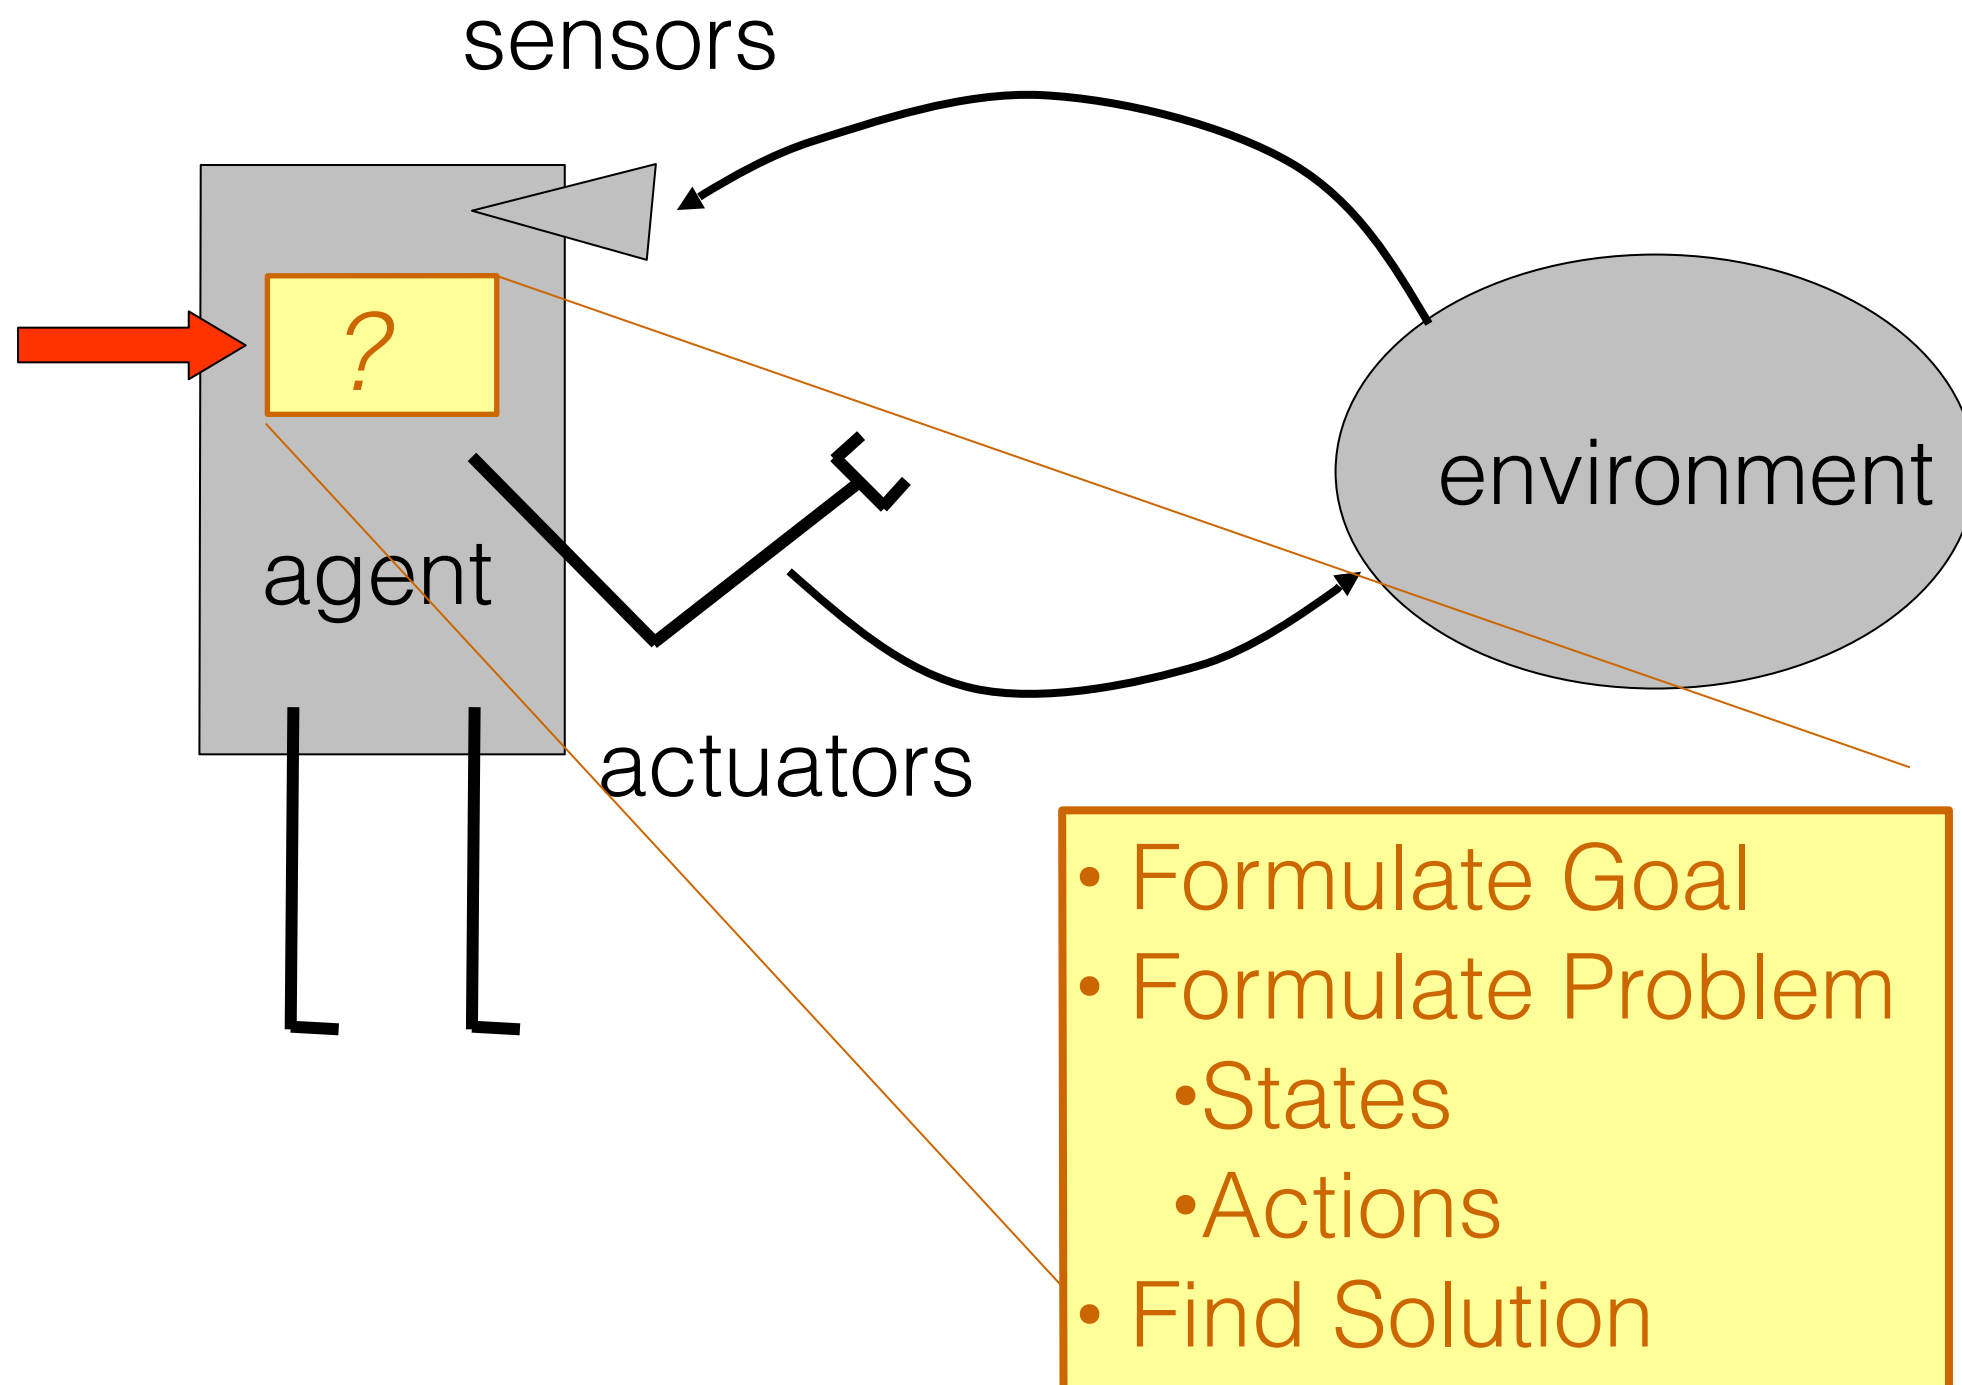 sensors
?
environment
agent
actuators
• Formulate Goal
• Formulate Problem
•States
•Actions
• Find Solution